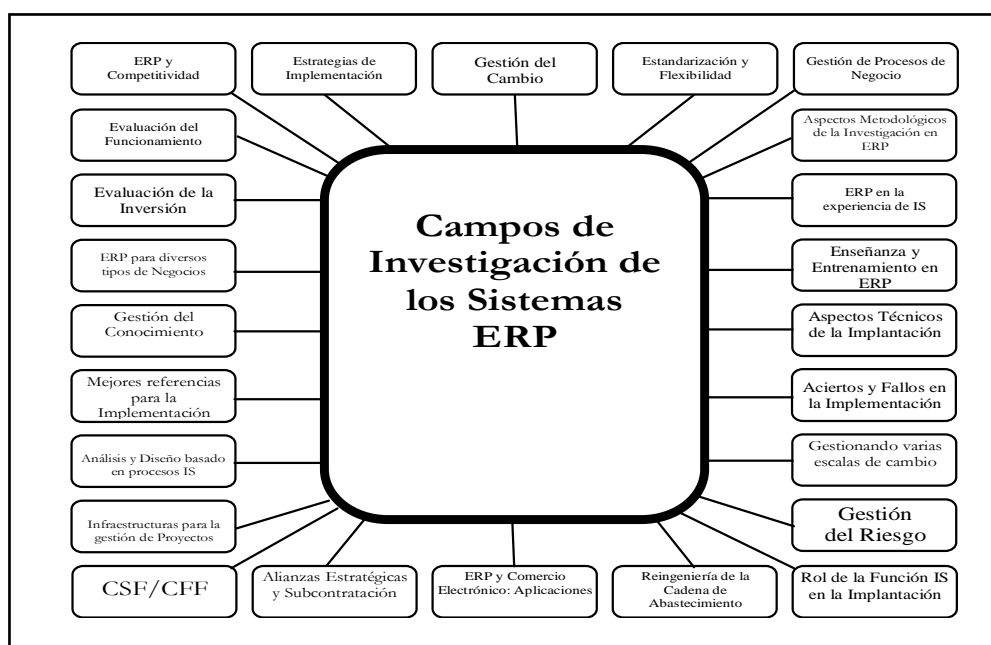 ERP y
Competitividad
Estrategias de
Implementación
Gestión del
Cambio
Estandarización y
Flexibilidad
Gestión de Procesos de
Negocio
Evaluación del
Funcionamiento
Aspectos Metodológicos
de la Investigación en
ERP
Evaluación de la
Inversión
ERP en la
experiencia de IS
Campos de
Investigación de
los Sistemas
ERP
ERP para diversos
tipos de Negocios
Enseñanza y
Entrenamiento en
ERP
Gestión del
Conocimiento
Aspectos Técnicos
de la Implantación
Mejores referencias
para la
Implementación
Aciertos y Fallos en
la Implementación
Análisis y Diseño basado
en procesos IS
Gestionando varias
escalas de cambio
Infraestructuras para la
gestión de Proyectos
Gestión
del Riesgo
CSF/CFF
Alianzas Estratégicas
y Subcontratación
ERP y Comercio
Electrónico: Aplicaciones
Reingeniería de la
Cadena de
Abastecimiento
Rol de la Función IS
en la Implantación